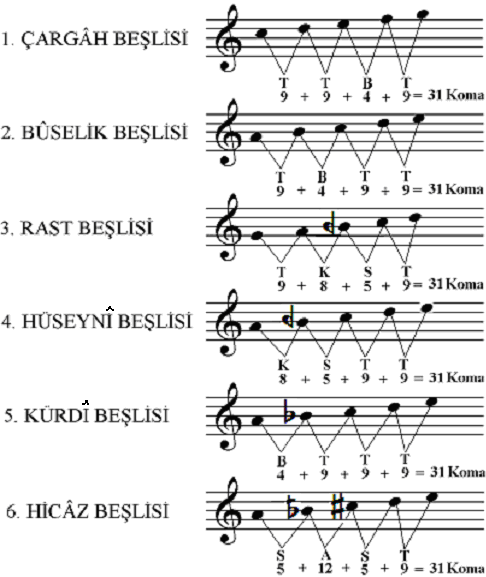 1. ÇARGÂH BEŞLİSİ
T T B T
9 + 9 + 4 + 9 = 31 Koma
2. BÛSELİK BEŞLİSİ
T B T T
9 + 4 + 9 + 9 = 31 Koma
3. RAST BEŞLİSİ
T K S T
9 + 8 + 5 + 9 = 31 Koma
4. HÜSEYNÎ BEŞLİSİ
K S T T
8 + 5 + 9 + 9 = 31 Koma
5. KÜRDÎ BEŞLİSİ
B T T T
4 + 9 + 9 + 9 = 31 Koma
6. HİCÂZ BEŞLİSİ
S A S T
5 + 12 + 5 + 9 = 31 Koma